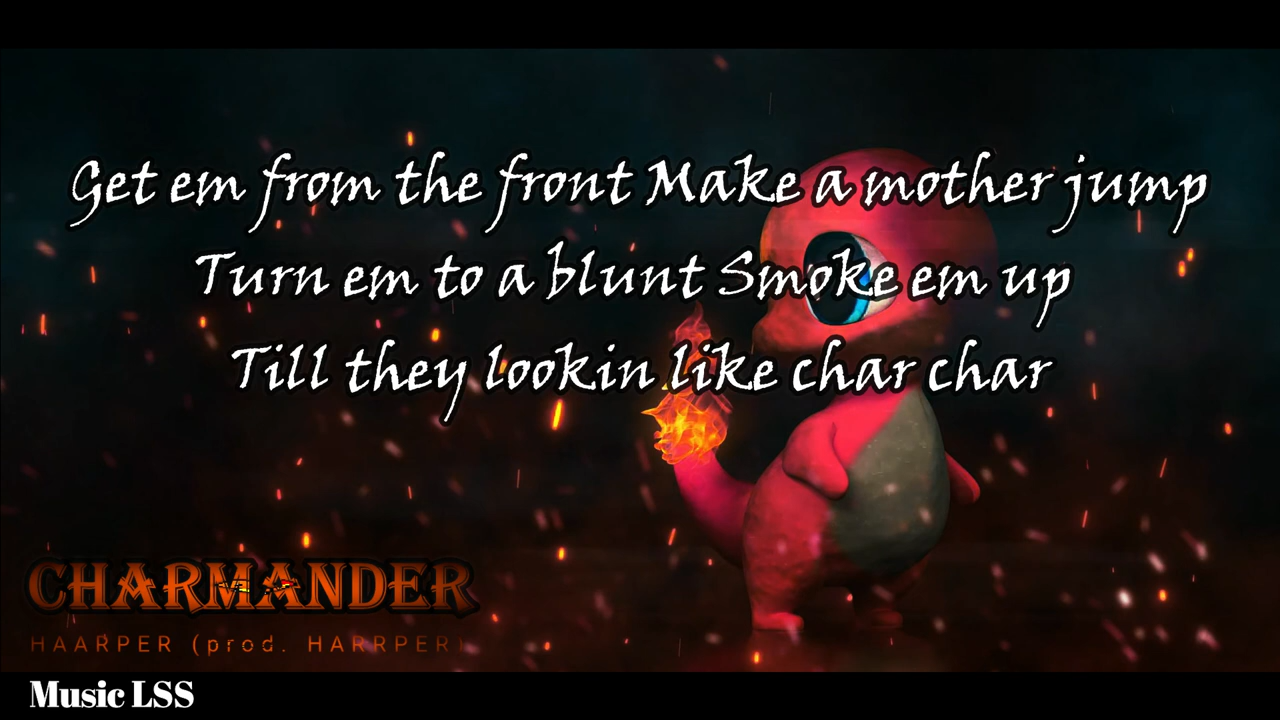 Get em from the front Make a mother jump
Turn em to a blunt Smoke em up
Till they lookin like char char
CHARMANDER
HAARPER (prod. HARRPER)
Music LSS